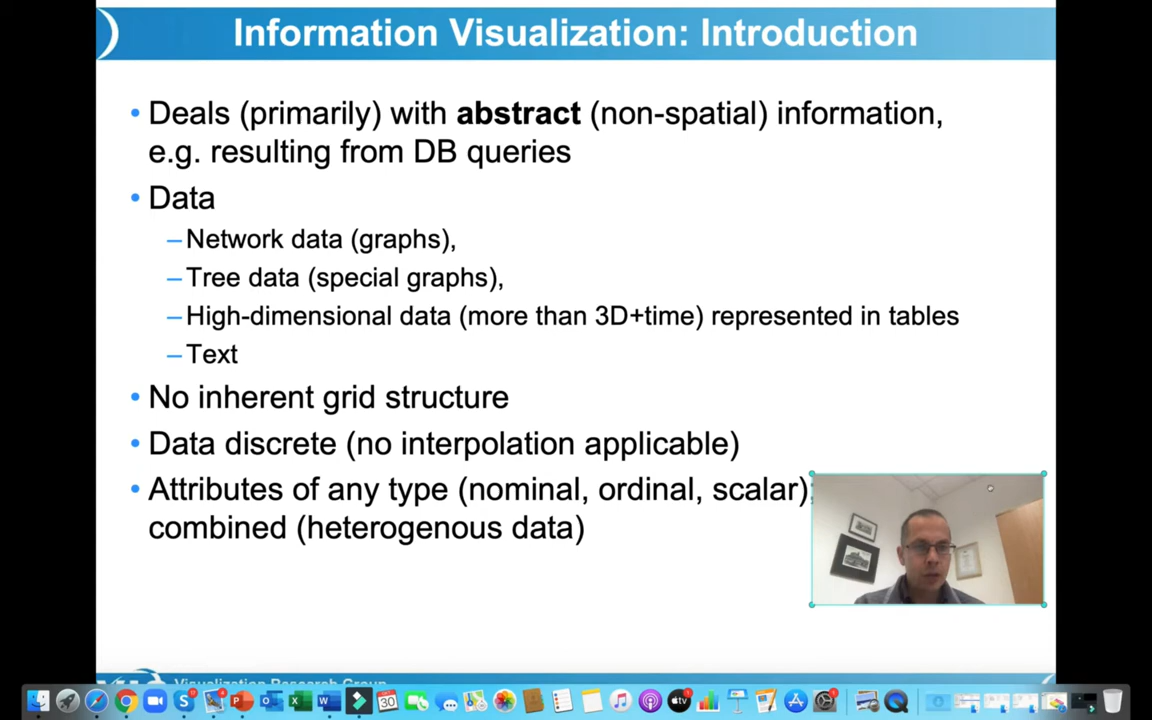 Information Visualization: Introduction
• Deals (primarily) with abstract (non-spatial) information,
e.g. resulting from DB queries
• Data
– Network data (graphs),
– Tree data (special graphs),
– High-dimensional data (more than 3D+time) represented in tables
– Text
• No inherent grid structure
• Data discrete (no interpolation applicable)
• Attributes of any type (nominal, ordinal, scalar);
combined (heterogenous data)
Visualization Research Group
30